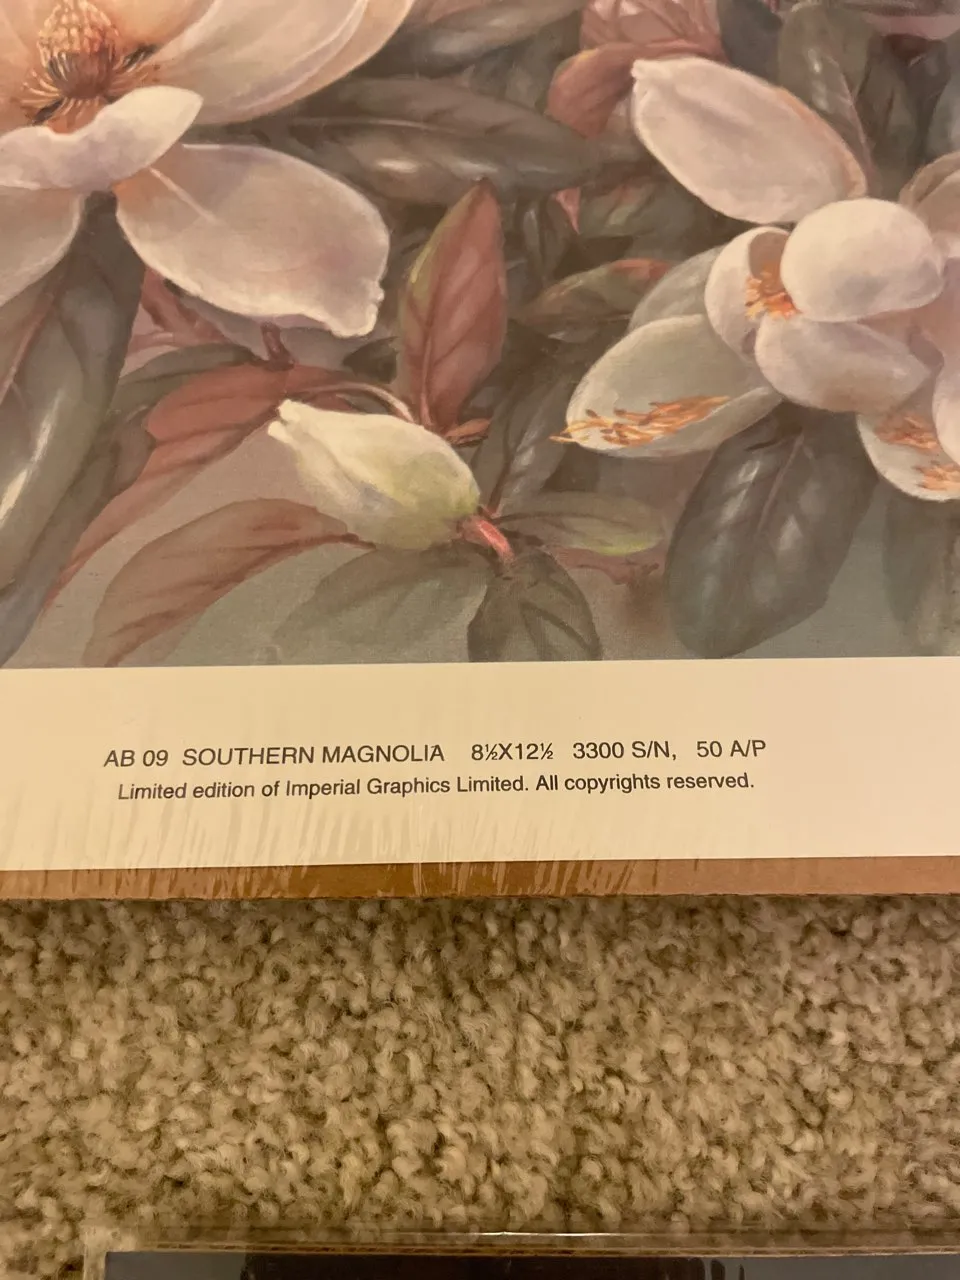 AB 09 SOUTHERN MAGNOLIA 8½X12½ 3300 S/N, 50 A/P
Limited edition of Imperial Graphics Limited. All copyrights reserved.